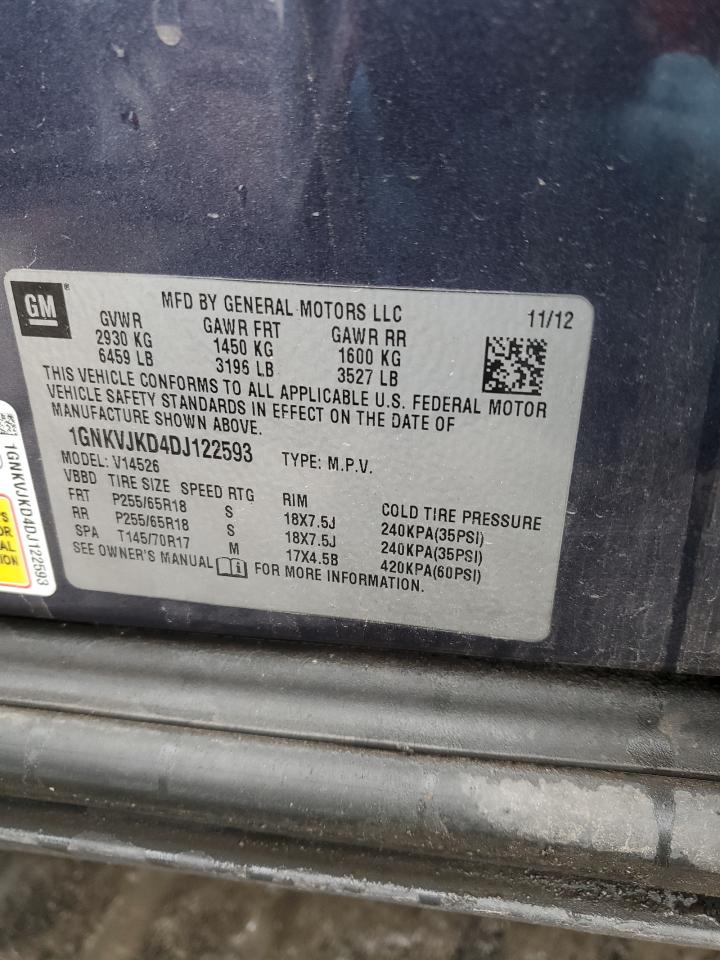 GM
MFD BY GENERAL MOTORS LLC
11/12
GVWR GAWR FRT GAWR RR
2930 KG 1450 KG 1600 KG
6459 LB 3196 LB 3527 LB
THIS VEHICLE CONFORMS TO ALL APPLICABLE U.S. FEDERAL MOTOR
VEHICLE SAFETY STANDARDS IN EFFECT ON THE DATE OF
MANUFACTURE SHOWN ABOVE.
1GNKVJKD4DJ122593 TYPE: M.P.V.
MODEL: V14526
VBBD TIRE SIZE SPEED RTG RIM COLD TIRE PRESSURE
FRT P255/65R18 S 18X7.5J 240KPA(35PSI)
RR P255/65R18 S 18X7.5J 240KPA(35PSI)
SPA T145/70R17 M 17X4.5B 420KPA(60PSI)
SEE OWNER'S MANUAL i FOR MORE INFORMATION.
1GNKVJKD4DJ122593